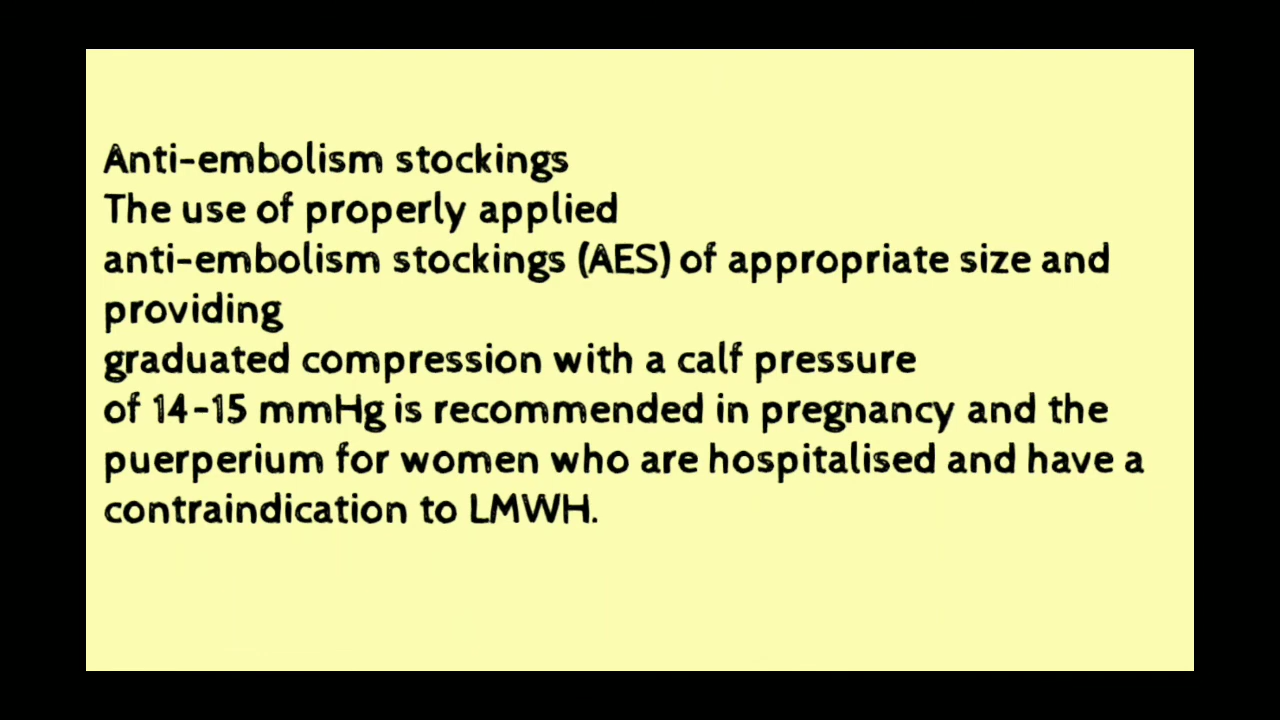 Anti-embolism stockings
The use of properly applied
anti-embolism stockings (AES) of appropriate size and
providing
graduated compression with a calf pressure
of 14-15 mmHg is recommended in pregnancy and the
puerperium for women who are hospitalised and have a
contraindication to LMWH.